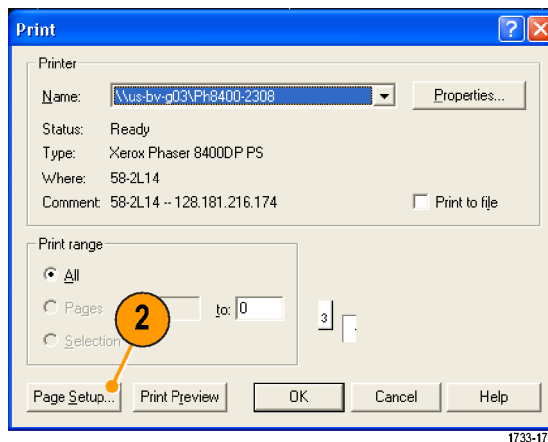 Print
Printer
Name: \\us-bv-g03\Ph8400-2308 Properties...
Status: Ready
Type: Xerox Phaser 8400DP PS
Where: 58-2L14
Comment: 58-2L14 -- 128.181.216.174 Print to file
Print range
All
Pages to: 0
3
Selection
2
Page Setup... Print Preview OK Cancel Help
1733-17